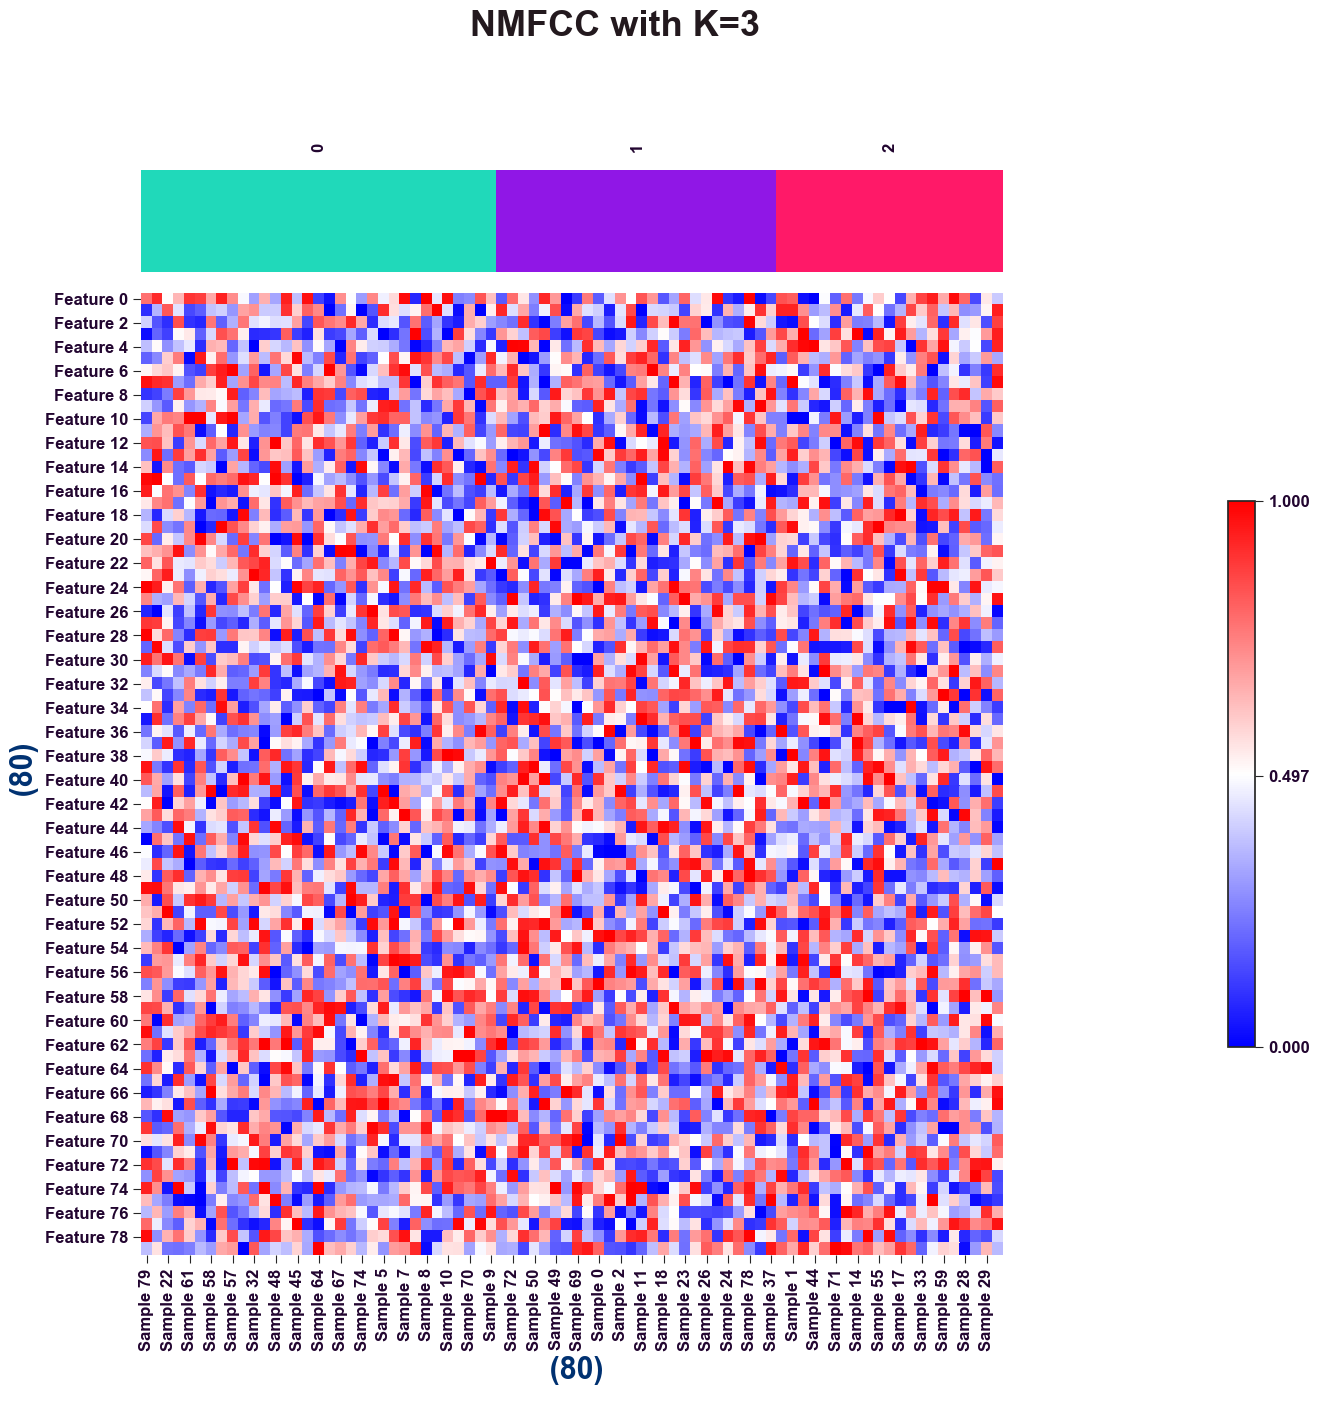 NMFCC with K=3
0
1
2
Feature 0
Feature 2
Feature 4
Feature 6
Feature 8
Feature 10
Feature 12
Feature 14
Feature 16
Feature 18
Feature 20
Feature 22
Feature 24
Feature 26
Feature 28
Feature 30
Feature 32
Feature 34
Feature 36
Feature 38
Feature 40
Feature 42
Feature 44
Feature 46
Feature 48
Feature 50
Feature 52
Feature 54
Feature 56
Feature 58
Feature 60
Feature 62
Feature 64
Feature 66
Feature 68
Feature 70
Feature 72
Feature 74
Feature 76
Feature 78
(80)
1.000
0.497
0.000
Sample 79
Sample 22
Sample 61
Sample 58
Sample 57
Sample 32
Sample 48
Sample 45
Sample 64
Sample 67
Sample 74
Sample 5
Sample 7
Sample 8
Sample 10
Sample 70
Sample 9
Sample 72
Sample 50
Sample 49
Sample 69
Sample 0
Sample 2
Sample 11
Sample 18
Sample 23
Sample 26
Sample 24
Sample 78
Sample 37
Sample 1
Sample 44
Sample 71
Sample 14
Sample 55
Sample 17
Sample 33
Sample 59
Sample 28
Sample 29
(80)